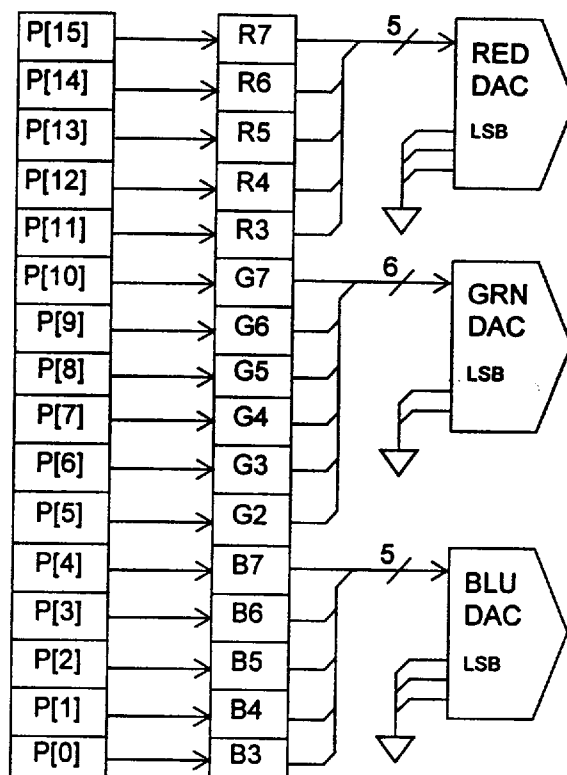 P[15] R7 5 RED
P[14] R6 DAC
P[13] R5 LSB
P[12] R4
P[11] R3
P[10] G7 6 GRN
P[9] G6 DAC
P[8] G5 LSB
P[7] G4
P[6] G3
P[5] G2
P[4] B7 5 BLU
P[3] B6 DAC
P[2] B5 LSB
P[1] B4
P[0] B3